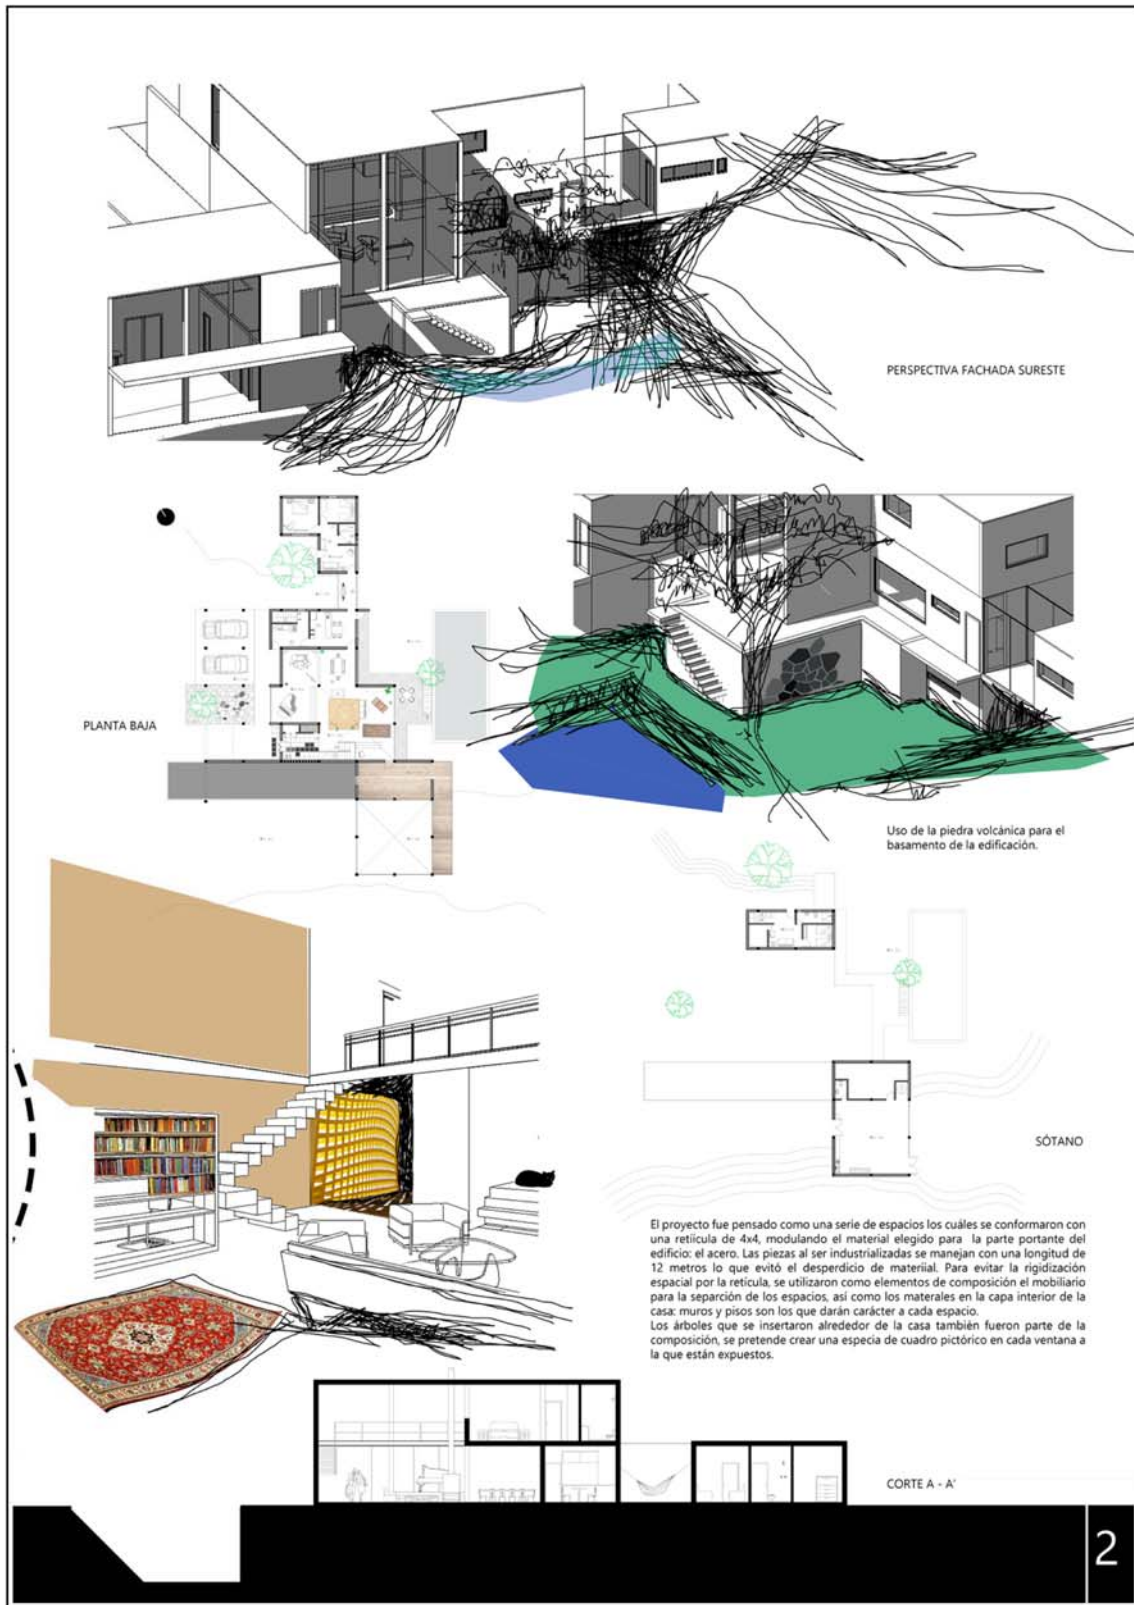 PERSPECTIVA FACHADA SURESTE
PLANTA BAJA
Uso de la piedra volcánica para el
basamento de la edificación.
SÓTANO
El proyecto fue pensado como una serie de espacios los cuáles se conformaron con
una retiícula de 4x4, modulando el material elegido para la parte portante del
edificio: el acero. Las piezas al ser industrializadas se manejan con una longitud de
12 metros lo que evitó el desperdicio de materiial. Para evitar la rigidización
espacial por la retícula, se utilizaron como elementos de composición el mobiliario
para la separción de los espacios, así como los materales en la capa interior de la
casa: muros y pisos son los que darán carácter a cada espacio.
Los árboles que se insertaron alrededor de la casa también fueron parte de la
composición, se pretende crear una especia de cuadro pictórico en cada ventana a
la que están expuestos.
CORTE A - A'
2